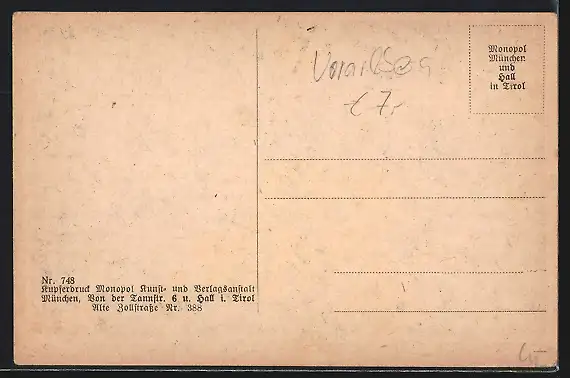 Monopol
München
und
Hall
in Tirol
€ 7,-
Nr. 748
Kupferdruck Monopol Kunst- und Verlagsanstalt
München, Von der Tannstr. 6 u. Hall i. Tirol
Alte Zollstraße Nr. 388